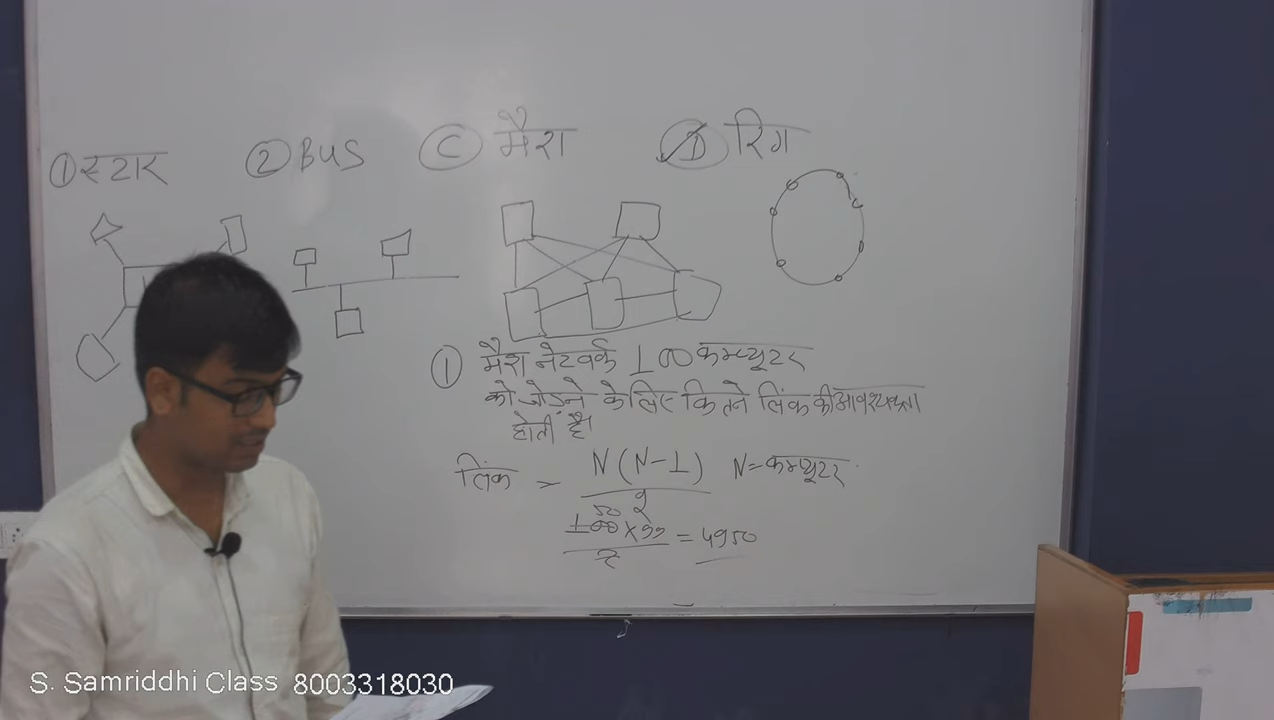 ① स्टार ② BUS Ⓒ मैश Ⓓ रिंग
① मैश नेटवर्क 100 कम्प्यूटर
को जोड़ने के लिए कितने लिंक की आवश्यकता
होती है
लिंक = N(N-1) N=कम्प्यूटर
2
50
100 x 99 = 4950
2
S. Samriddhi Class 8003318030